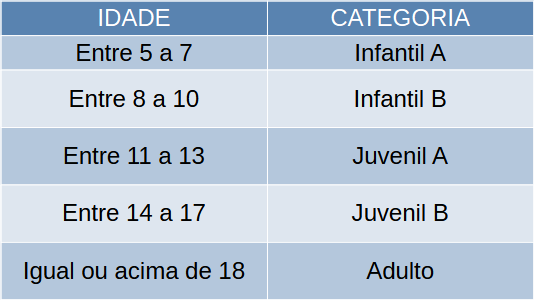 IDADE CATEGORIA
Entre 5 a 7 Infantil A
Entre 8 a 10 Infantil B
Entre 11 a 13 Juvenil A
Entre 14 a 17 Juvenil B
Igual ou acima de 18 Adulto